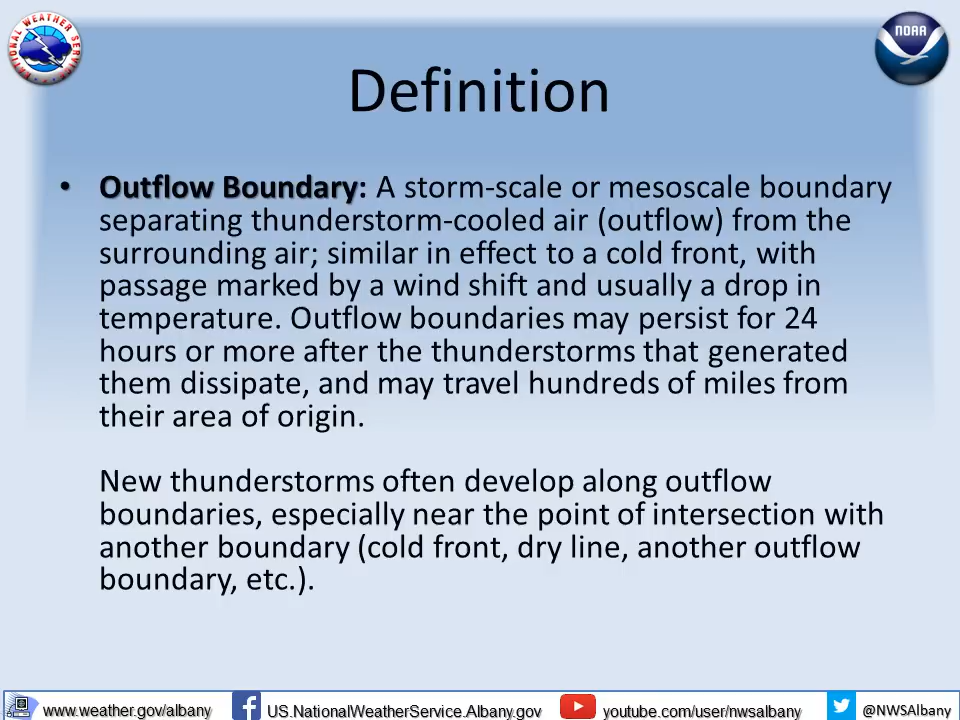 NATIONAL WEATHER SERVICE
NOAA
Definition
• Outflow Boundary: A storm-scale or mesoscale boundary
separating thunderstorm-cooled air (outflow) from the
surrounding air; similar in effect to a cold front, with
passage marked by a wind shift and usually a drop in
temperature. Outflow boundaries may persist for 24
hours or more after the thunderstorms that generated
them dissipate, and may travel hundreds of miles from
their area of origin.
New thunderstorms often develop along outflow
boundaries, especially near the point of intersection with
another boundary (cold front, dry line, another outflow
boundary, etc.).
www.weather.gov/albany
US.NationalWeatherService.Albany.gov
youtube.com/user/nwsalbany
@NWSAlbany